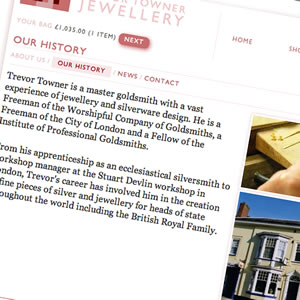 TOWNER
JEWELLERY
YOUR BAG £1,035.00 (1 ITEM) NEXT
HOME
OUR HISTORY
ABOUT US OUR HISTORY NEWS CONTACT
Trevor Towner is a master goldsmith with a vast
experience of jewellery and silverware design. He is a
Freeman of the Worshipful Company of Goldsmiths, a
Freeman of the City of London and a Fellow of the
Institute of Professional Goldsmiths.
From his apprenticeship as an ecclesiastical silversmith to
workshop manager at the Stuart Devlin workshop in
London, Trevor's career has involved him in the creation
fine pieces of silver and jewellery for heads of state
throughout the world including the British Royal Family.